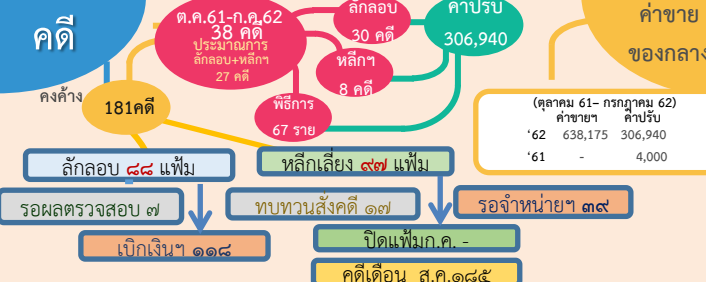 คดี
คงค้าง
181คดี
ต.ค.61-ก.ค.62
38 คดี
ประมาณการ
ลักลอบ+หลีกฯ
27 คดี
ลักลอบ
30 คดี
หลีกฯ
8 คดี
พิธีการ
67 ราย
ค่าปรับ
306,940
ค่าขาย
ของกลาง
(ตุลาคม 61– กรกฎาคม 62)
ค่าขายฯ ค่าปรับ
‘62 638,175 306,940
‘61 - 4,000
ลักลอบ ๘๘ แฟ้ม
หลีกเลี่ยง ๙๗ แฟ้ม
รอผลตรวจสอบ ๗
ทบทวนสั่งคดี ๑๗
รอจำหน่ายฯ ๓๙
เบิกเงินฯ ๑๑๘
ปิดแฟ้มก.ค. -
คดีเดือน ส.ค.๑๘๕